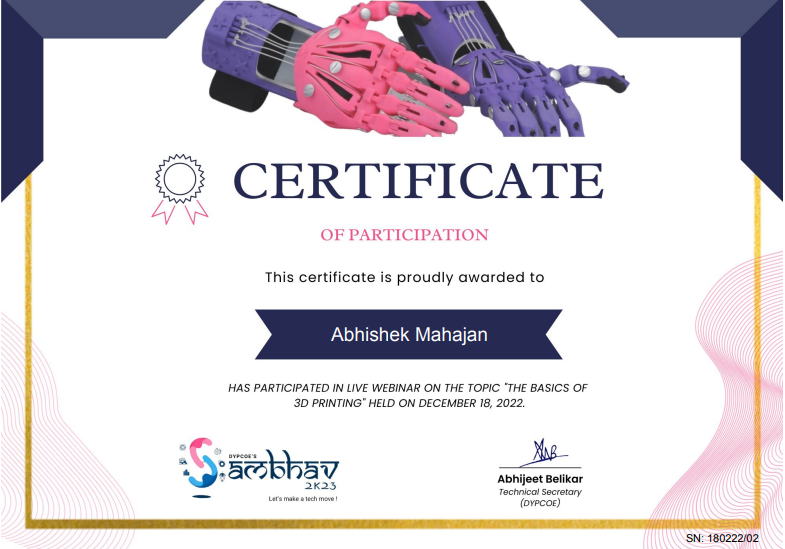 CERTIFICATE
OF PARTICIPATION
This certificate is proudly awarded to
Abhishek Mahajan
HAS PARTICIPATED IN LIVE WEBINAR ON THE TOPIC "THE BASICS OF
3D PRINTING" HELD ON DECEMBER 18, 2022.
DYPCOE'S
Sambhav
2K23
Let's make a tech move !
Abhijeet Belikar
Technical Secretary
(DYPCOE)
SN: 180222/02